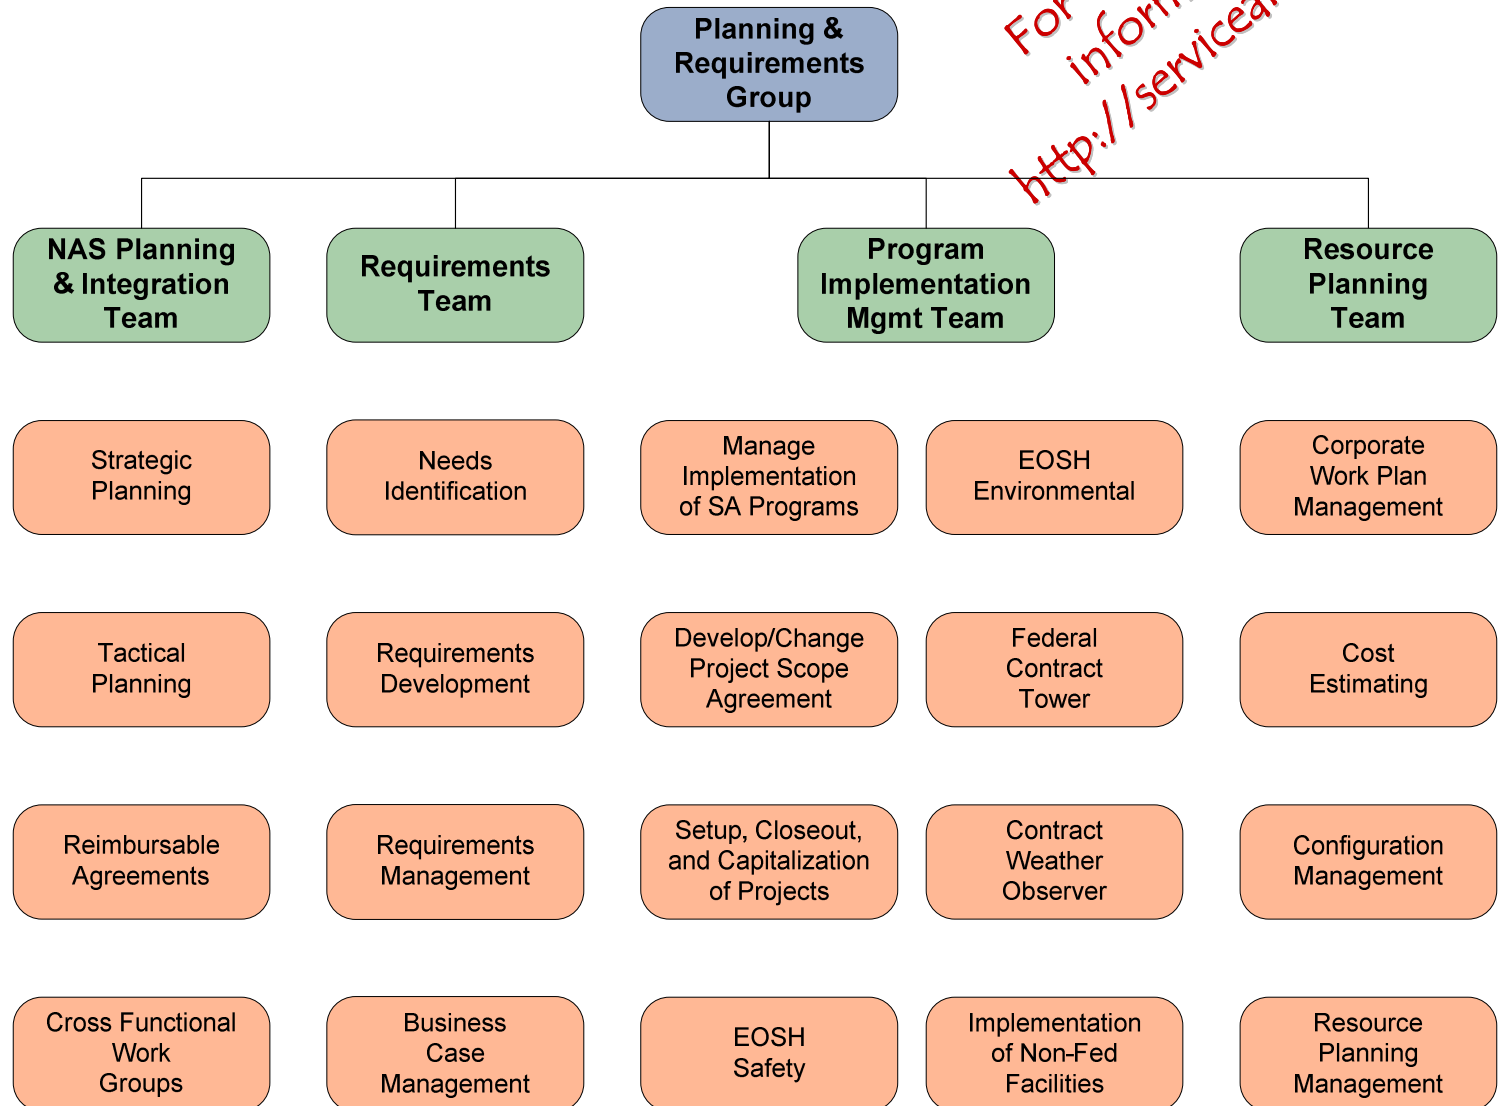 Planning &
Requirements
Group
For
inform
http://servicear
NAS Planning
& Integration
Team
Requirements
Team
Program
Implementation
Mgmt Team
Resource
Planning
Team
Strategic
Planning
Needs
Identification
Manage
Implementation
of SA Programs
EOSH
Environmental
Corporate
Work Plan
Management
Tactical
Planning
Requirements
Development
Develop/Change
Project Scope
Agreement
Federal
Contract
Tower
Cost
Estimating
Reimbursable
Agreements
Requirements
Management
Setup, Closeout,
and Capitalization
of Projects
Contract
Weather
Observer
Configuration
Management
Cross Functional
Work
Groups
Business
Case
Management
EOSH
Safety
Implementation
of Non-Fed
Facilities
Resource
Planning
Management